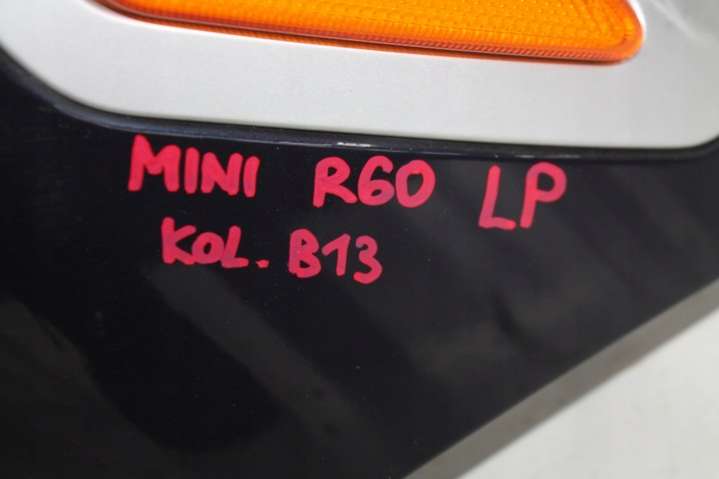 MINI R60 LP
KOL. B13